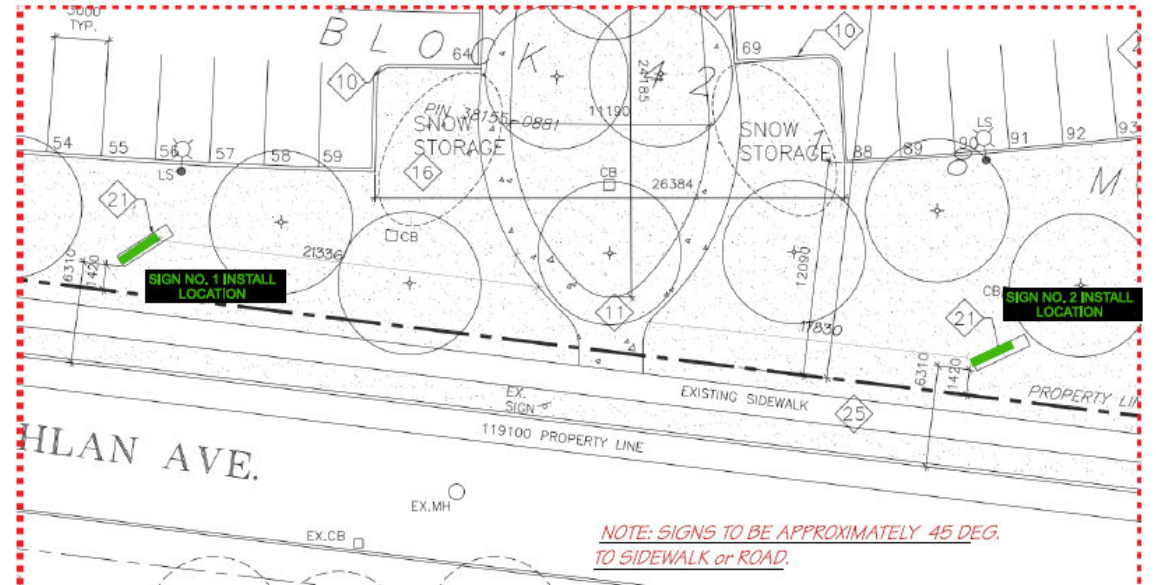 3000
TYP.
B L O C K 1 2
64
69
10
10
24185
11190
PIN 38155-0881
SNOW
STORAGE
SNOW
STORAGE
LS
54
55
56
57
58
59
88
89
90
91
92
93
16
CB
26384
M
LS
21
CB
21336
12090
6310
1420
SIGN NO. 1 INSTALL
LOCATION
CB
SIGN NO. 2 INSTALL
LOCATION
11
17830
21
6310
1420
EX.
SIGN
EXISTING SIDEWALK
25
PROPERTY LI
119100 PROPERTY LINE
HLAN AVE.
EX.MH
EX.CB
NOTE: SIGNS TO BE APPROXIMATELY 45 DEG.
TO SIDEWALK or ROAD.